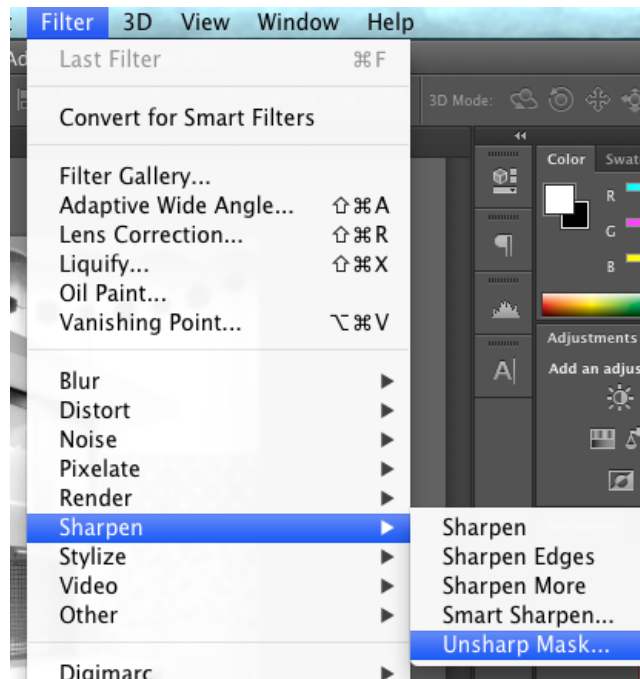 Filter 3D View Window Help
Last Filter ⌘F
3D Mode:
Convert for Smart Filters
Color
R
G
B
Filter Gallery...
Adaptive Wide Angle... ⇧⌘A
Lens Correction... ⇧⌘R
Liquify... ⇧⌘X
Oil Paint...
Vanishing Point... ⌥⌘V
Adjustments
Add an
A|
Blur
Distort
Noise
Pixelate
Render
Sharpen
Stylize
Video
Other
Digimarc
Sharpen
Sharpen Edges
Sharpen More
Smart Sharpen...
Unsharp Mask...